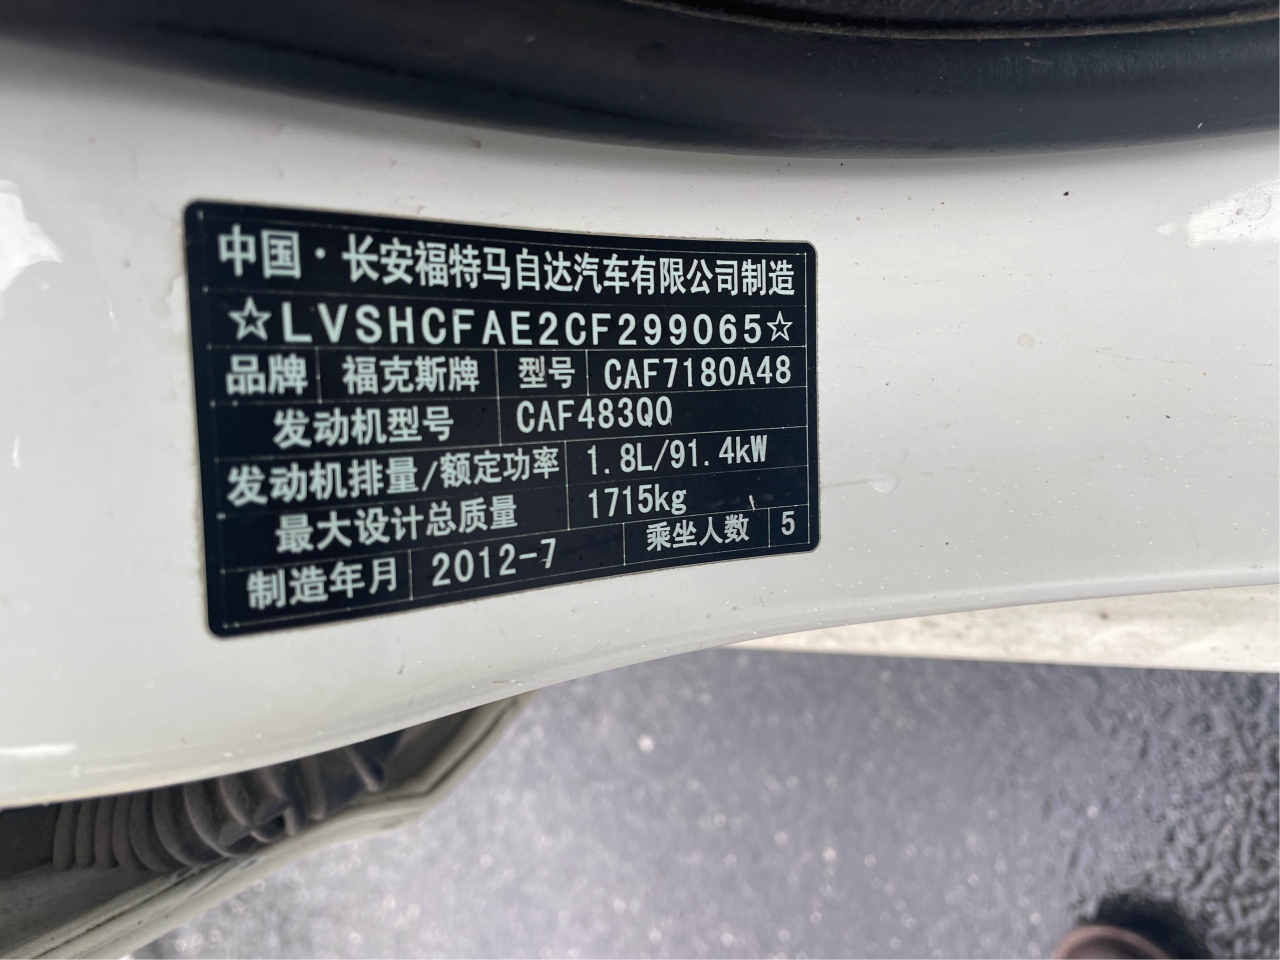 中国·长安福特马自达汽车有限公司制造
☆LVSHCFAE2CF299065☆
品牌 福克斯牌 型号 CAF7180A48
发动机型号 CAF483Q0
发动机排量/额定功率 1.8L/91.4kW
最大设计总质量 1715kg
制造年月 2012-7 乘坐人数 5